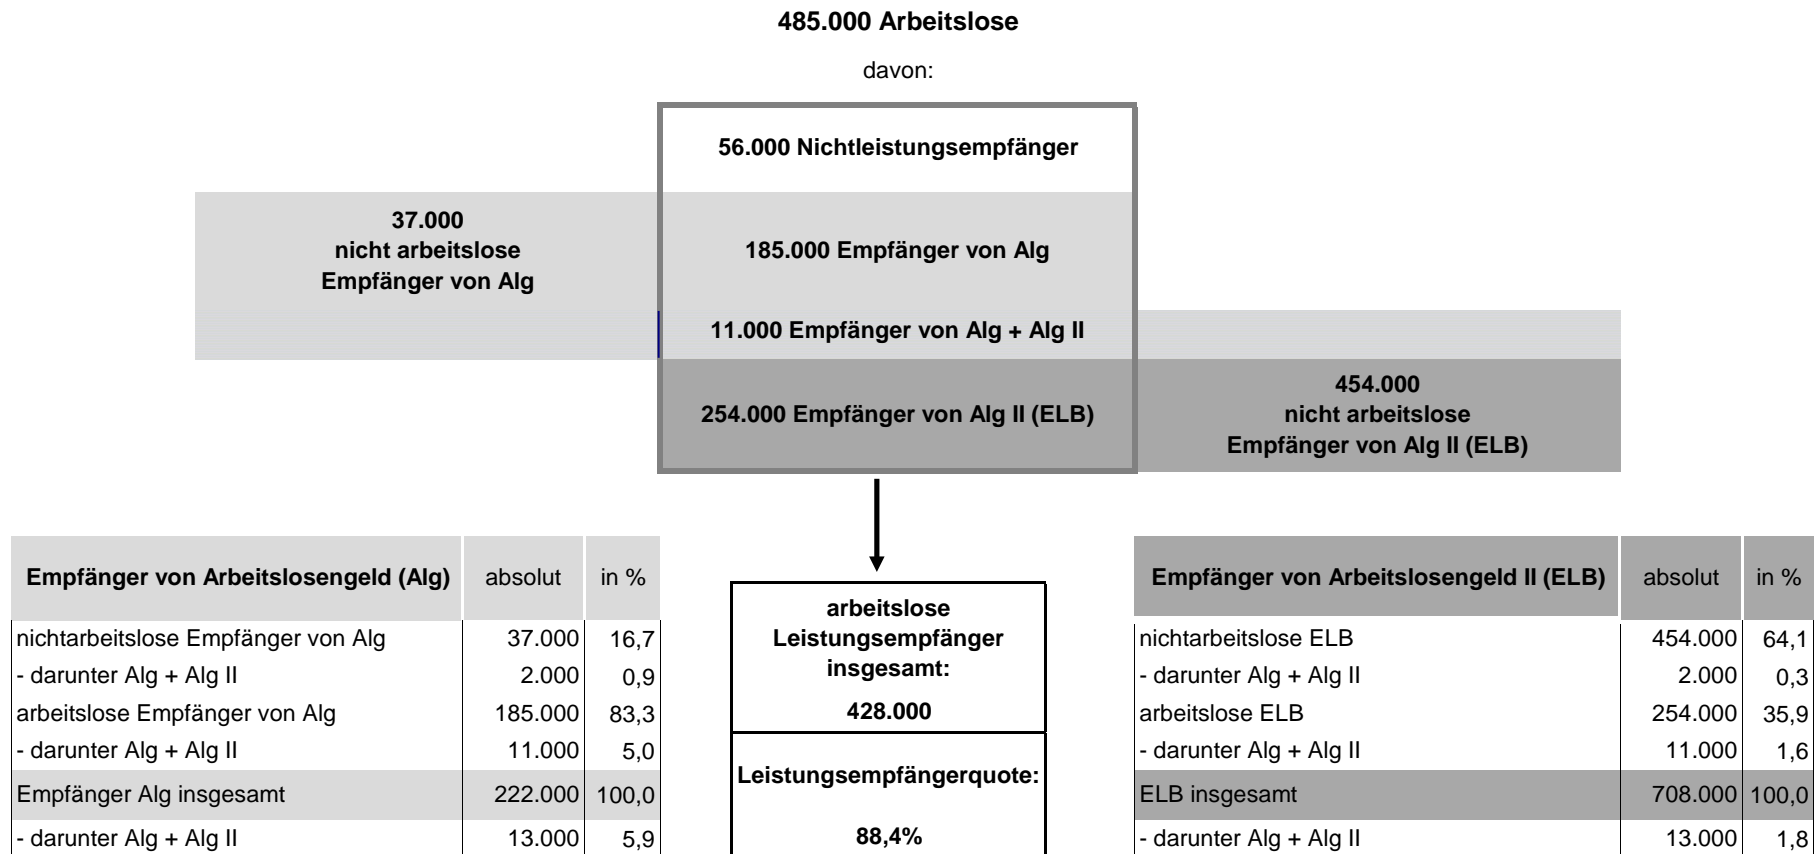 485.000 Arbeitslose
davon:
56.000 Nichtleistungsempfänger
37.000
nicht arbeitslose
Empfänger von Alg
185.000 Empfänger von Alg
11.000 Empfänger von Alg + Alg II
254.000 Empfänger von Alg II (ELB)
454.000
nicht arbeitslose
Empfänger von Alg II (ELB)
Empfänger von Arbeitslosengeld (Alg) absolut in %
nichtarbeitslose Empfänger von Alg 37.000 16,7
- darunter Alg + Alg II 2.000 0,9
arbeitslose Empfänger von Alg 185.000 83,3
- darunter Alg + Alg II 11.000 5,0
Empfänger Alg insgesamt 222.000 100,0
- darunter Alg + Alg II 13.000 5,9
arbeitslose
Leistungsempfänger
insgesamt:
428.000
Leistungsempfängerquote:
88,4%
Empfänger von Arbeitslosengeld II (ELB) absolut in %
nichtarbeitslose ELB 454.000 64,1
- darunter Alg + Alg II 2.000 0,3
arbeitslose ELB 254.000 35,9
- darunter Alg + Alg II 11.000 1,6
ELB insgesamt 708.000 100,0
- darunter Alg + Alg II 13.000 1,8